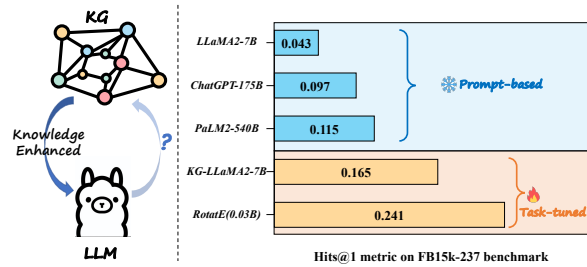 KG
Knowledge
Enhanced
?
LLM
LLaMA2-7B
0.043
ChatGPT-175B
0.097
Prompt-based
PaLM2-540B
0.115
KG-LLaMA2-7B
0.165
Task-tuned
RotatE(0.03B)
0.241
Hits@1 metric on FB15k-237 benchmark